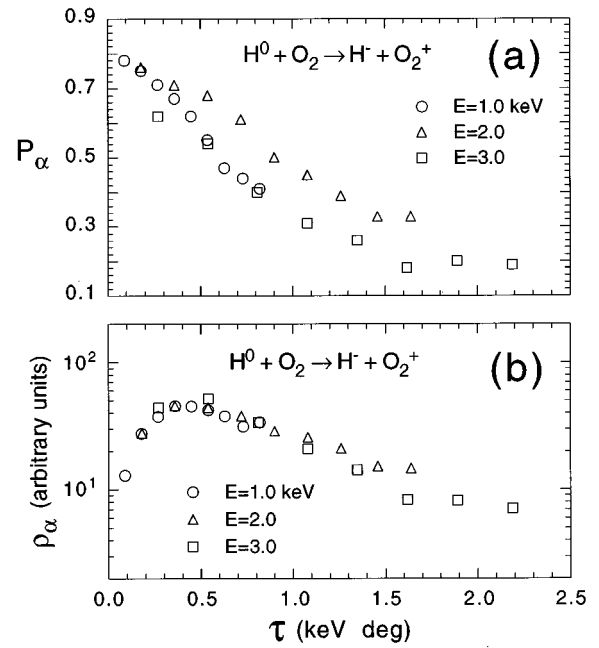 0.9
H⁰ + O₂ → H⁻ + O₂⁺ (a)
0.7
○ E=1.0 keV
△ E=2.0
□ E=3.0
Pα
0.5
0.3
0.1
10²
H⁰ + O₂ → H⁻ + O₂⁺ (b)
ρα (arbitrary units)
10¹
○ E=1.0 keV
△ E=2.0
□ E=3.0
0.0 0.5 1.0 1.5 2.0 2.5
τ (keV deg)